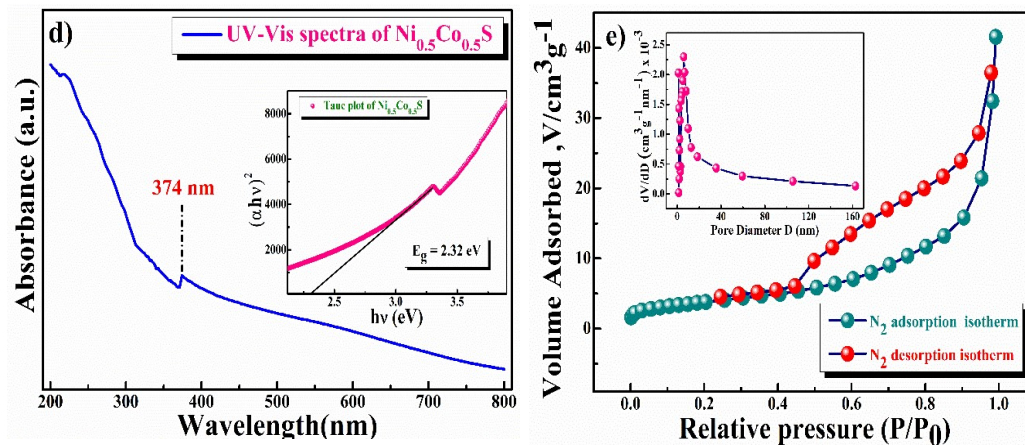 d)
UV-Vis spectra of Ni0.5Co0.5S
Absorbance (a.u.)
374 nm
Tauc plot of Ni0.5Co0.5S
(αhν)2
8000
6000
4000
2000
Eg = 2.32 eV
2.5 3.0 3.5
hν (eV)
200 300 400 500 600 700 800
Wavelength(nm)
e)
Volume Adsorbed ,V/cm3g-1
40
30
20
10
0
dV/dD (cm3g-1nm-1) x 10-3
2.5
2.0
1.5
1.0
0.5
0.0
0 40 80 120 160
Pore Diameter D (nm)
N2 adsorption isotherm
N2 desorption isotherm
0.0 0.2 0.4 0.6 0.8 1.0
Relative pressure (P/P0)